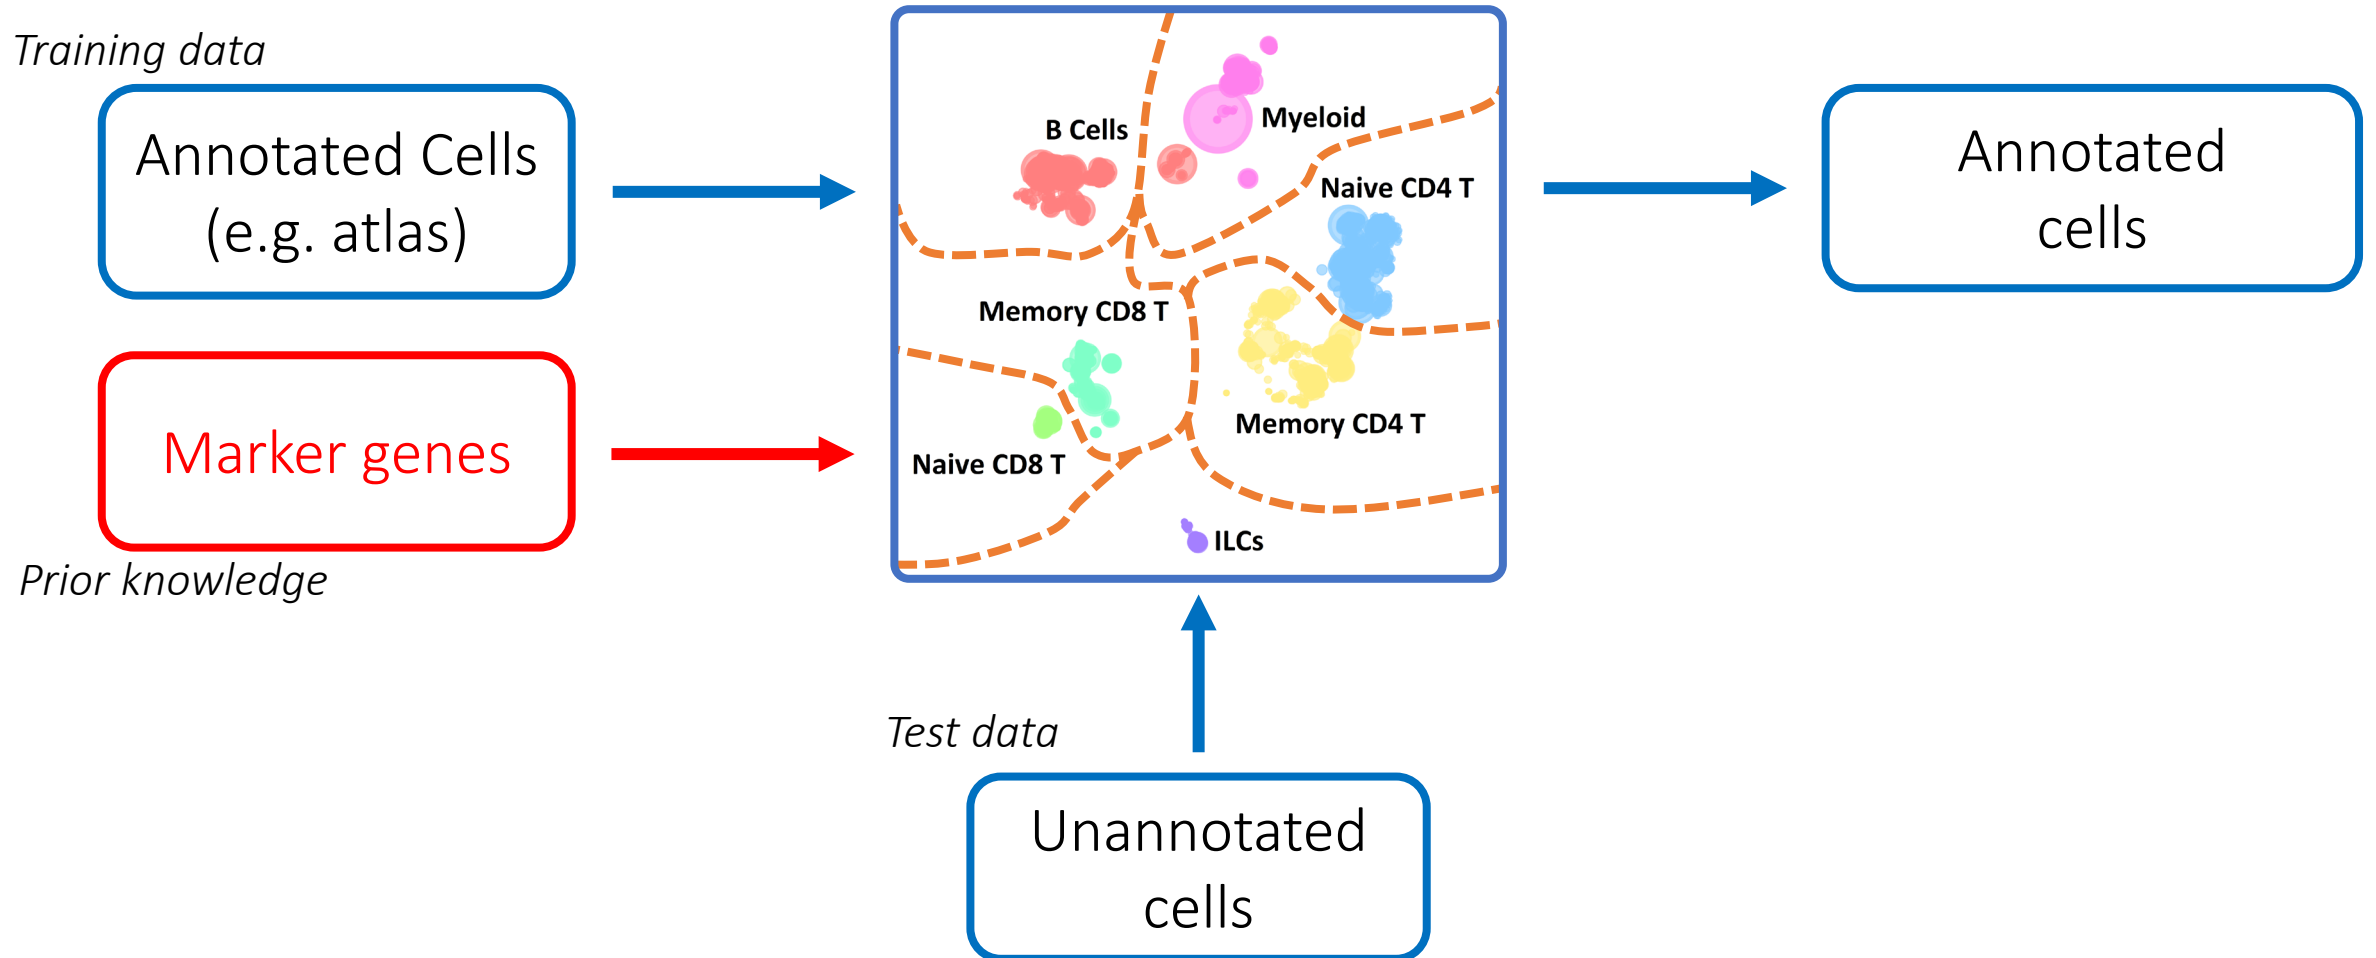 Training data
Annotated Cells
(e.g. atlas)
Marker genes
Prior knowledge
B Cells
Myeloid
Naive CD4 T
Memory CD8 T
Memory CD4 T
Naive CD8 T
ILCs
Annotated
cells
Test data
Unannotated
cells